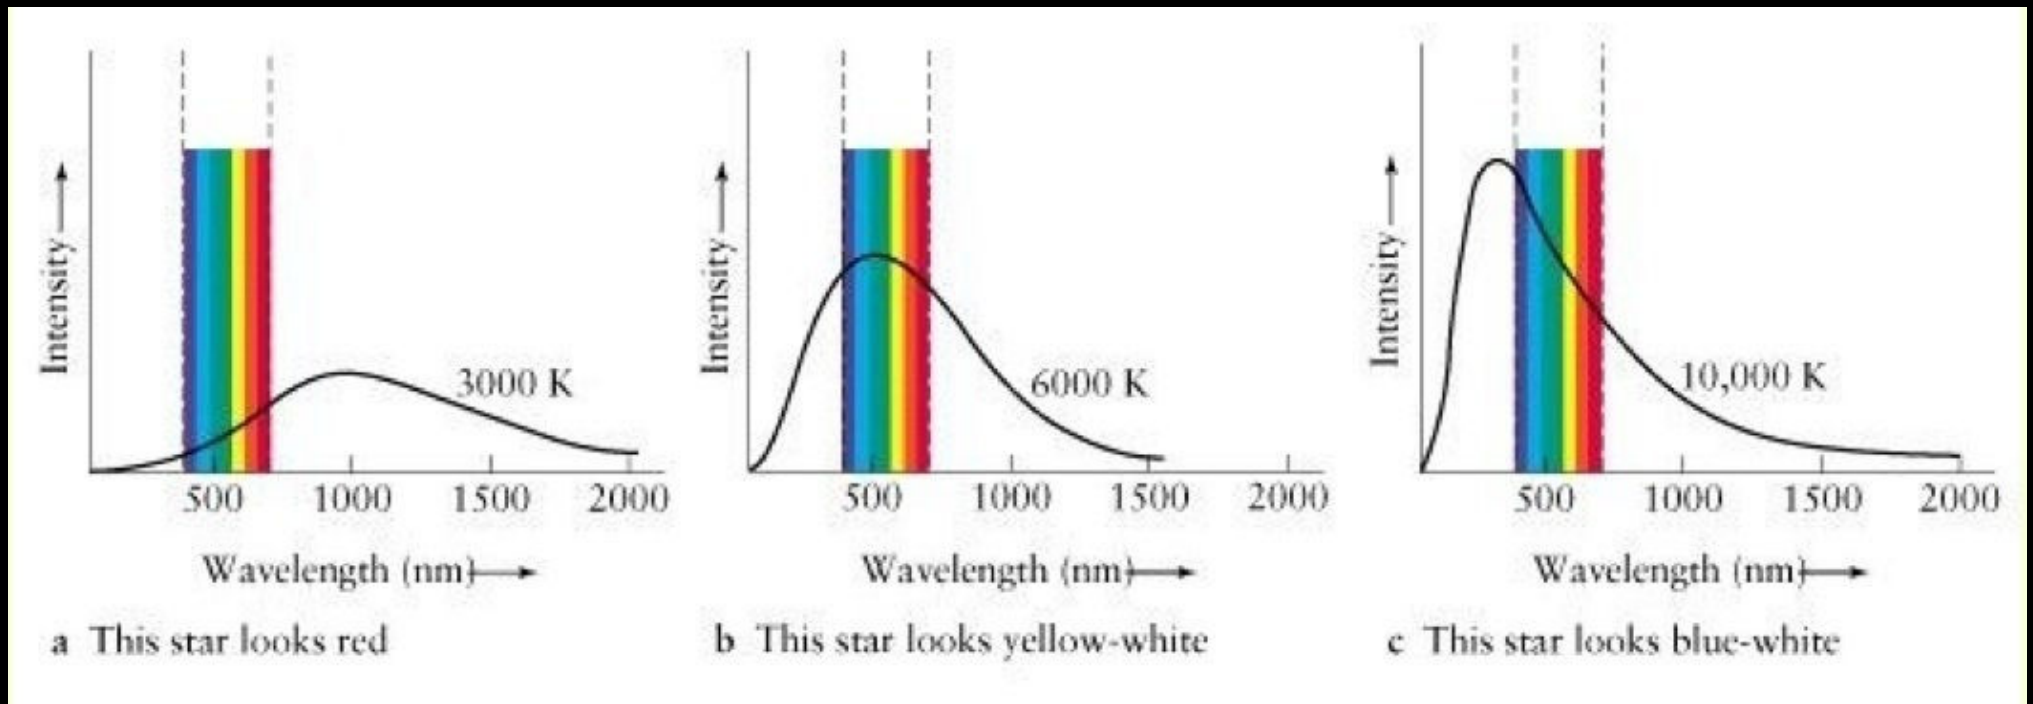 Intensity
3000 K
500 1000 1500 2000
Wavelength (nm)
a This star looks red
Intensity
6000 K
500 1000 1500 2000
Wavelength (nm)
b This star looks yellow-white
Intensity
10,000 K
500 1000 1500 2000
Wavelength (nm)
c This star looks blue-white